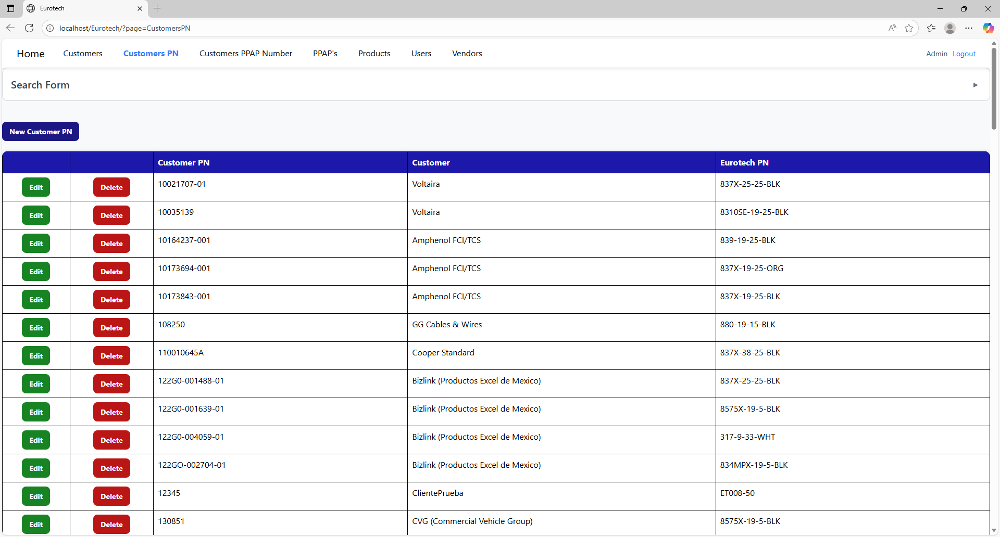 Eurotech
localhost/Eurotech/?page=CustomersPN
Home Customers Customers PN Customers PPAP Number PPAP's Products Users Vendors Admin Logout
Search Form
New Customer PN
Customer PN Customer Eurotech PN
Edit Delete 10021707-01 Voltaira 837X-25-25-BLK
Edit Delete 10035139 Voltaira 8310SE-19-25-BLK
Edit Delete 10164237-001 Amphenol FCI/TCS 839-19-25-BLK
Edit Delete 10173694-001 Amphenol FCI/TCS 837X-19-25-ORG
Edit Delete 10173843-001 Amphenol FCI/TCS 837X-19-25-BLK
Edit Delete 108250 GG Cables & Wires 880-19-15-BLK
Edit Delete 110010645A Cooper Standard 837X-38-25-BLK
Edit Delete 122G0-001488-01 Bizlink (Productos Excel de Mexico) 837X-25-25-BLK
Edit Delete 122G0-001639-01 Bizlink (Productos Excel de Mexico) 8575X-19-5-BLK
Edit Delete 122G0-004059-01 Bizlink (Productos Excel de Mexico) 317-9-33-WHT
Edit Delete 122GO-002704-01 Bizlink (Productos Excel de Mexico) 834MPX-19-5-BLK
Edit Delete 12345 ClientePrueba ET008-50
Edit Delete 130851 CVG (Commercial Vehicle Group) 8575X-19-5-BLK